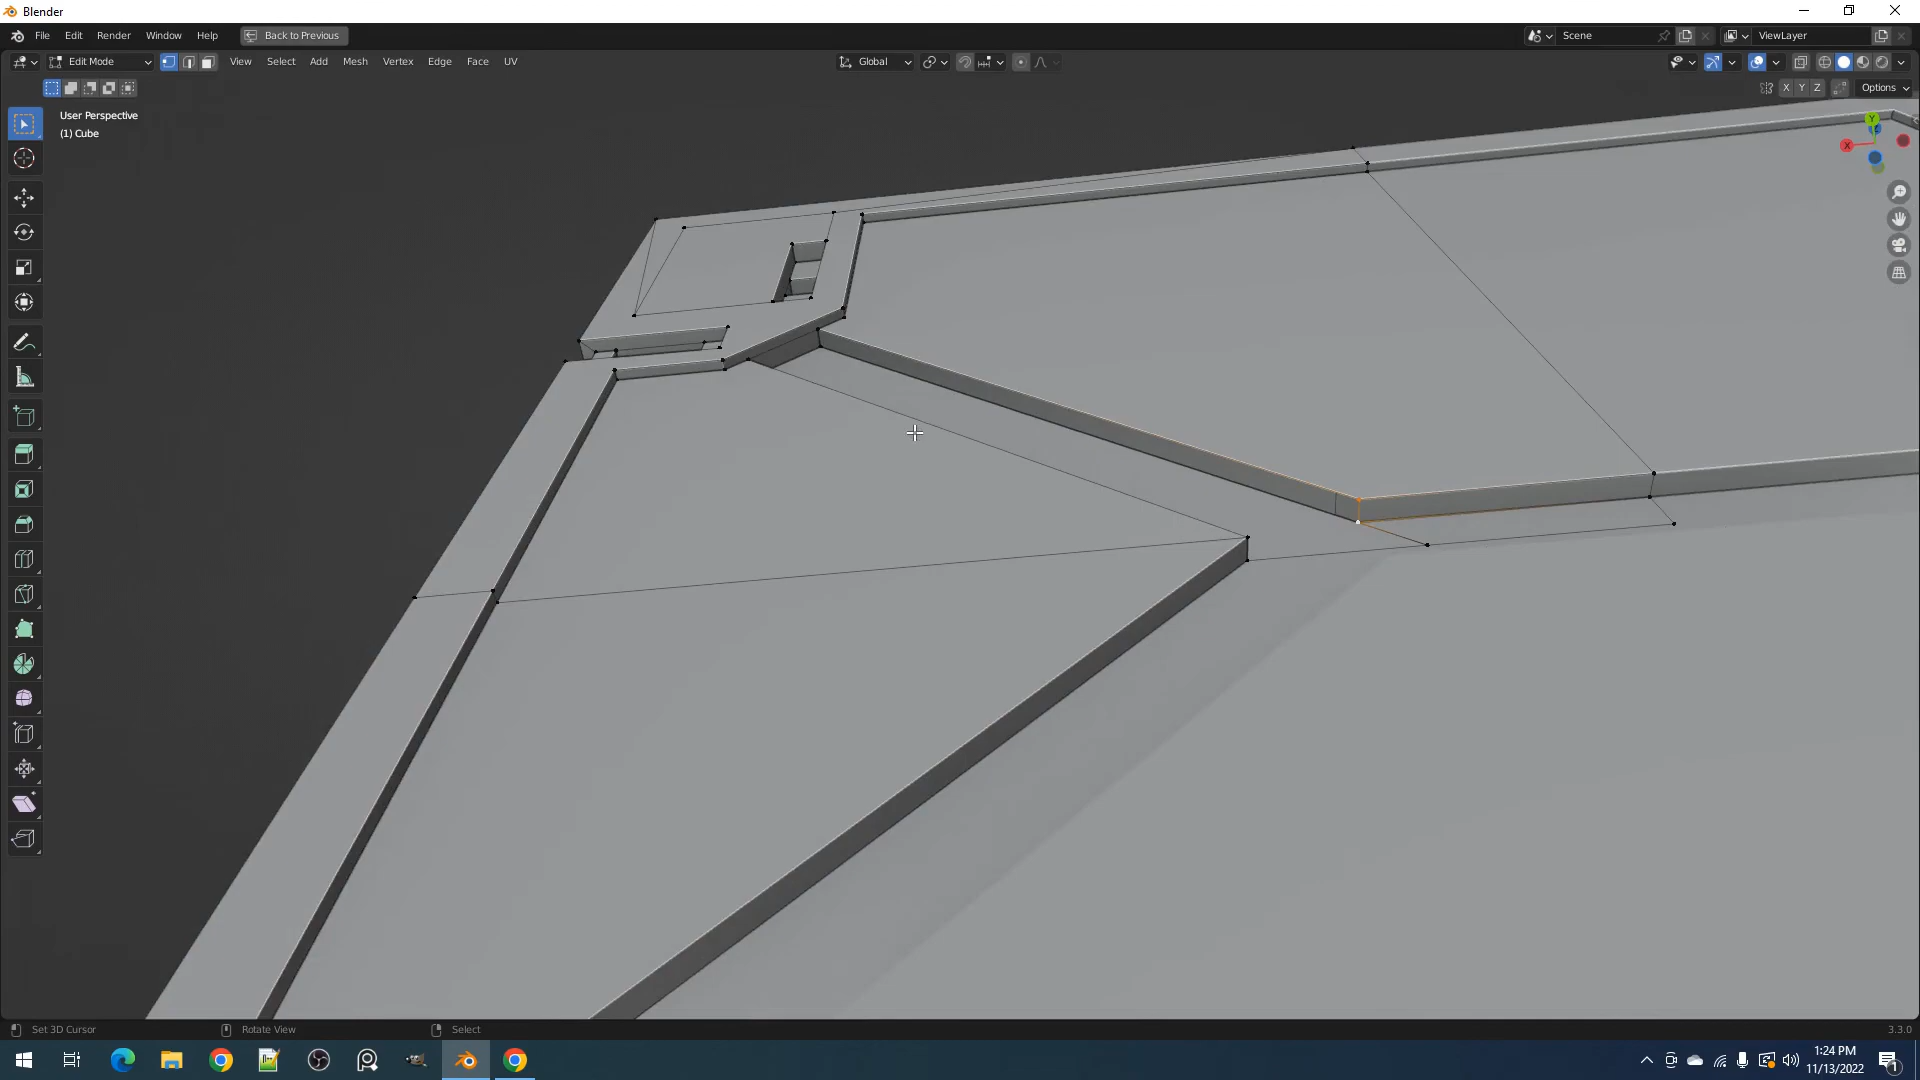 Blender
File Edit Render Window Help Back to Previous Scene ViewLayer
Edit Mode View Select Add Mesh Vertex Edge Face UV Global
X Y Z Options
User Perspective
(1) Cube
Y
X
Set 3D Cursor Rotate View Select 3.3.0
1:24 PM
11/13/2022
1